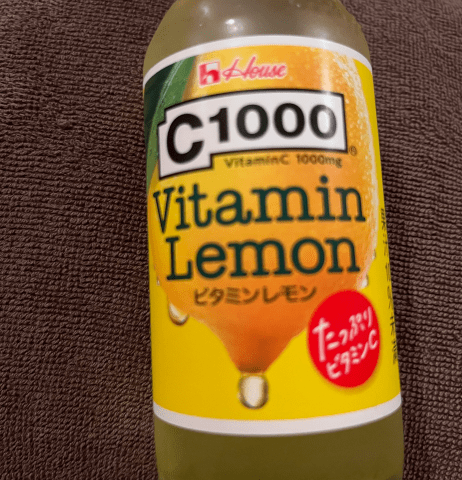 House
C1000
VitaminC 1000mg
Vitamin
Lemon
ビタミンレモン
たっぷり
ビタミンC